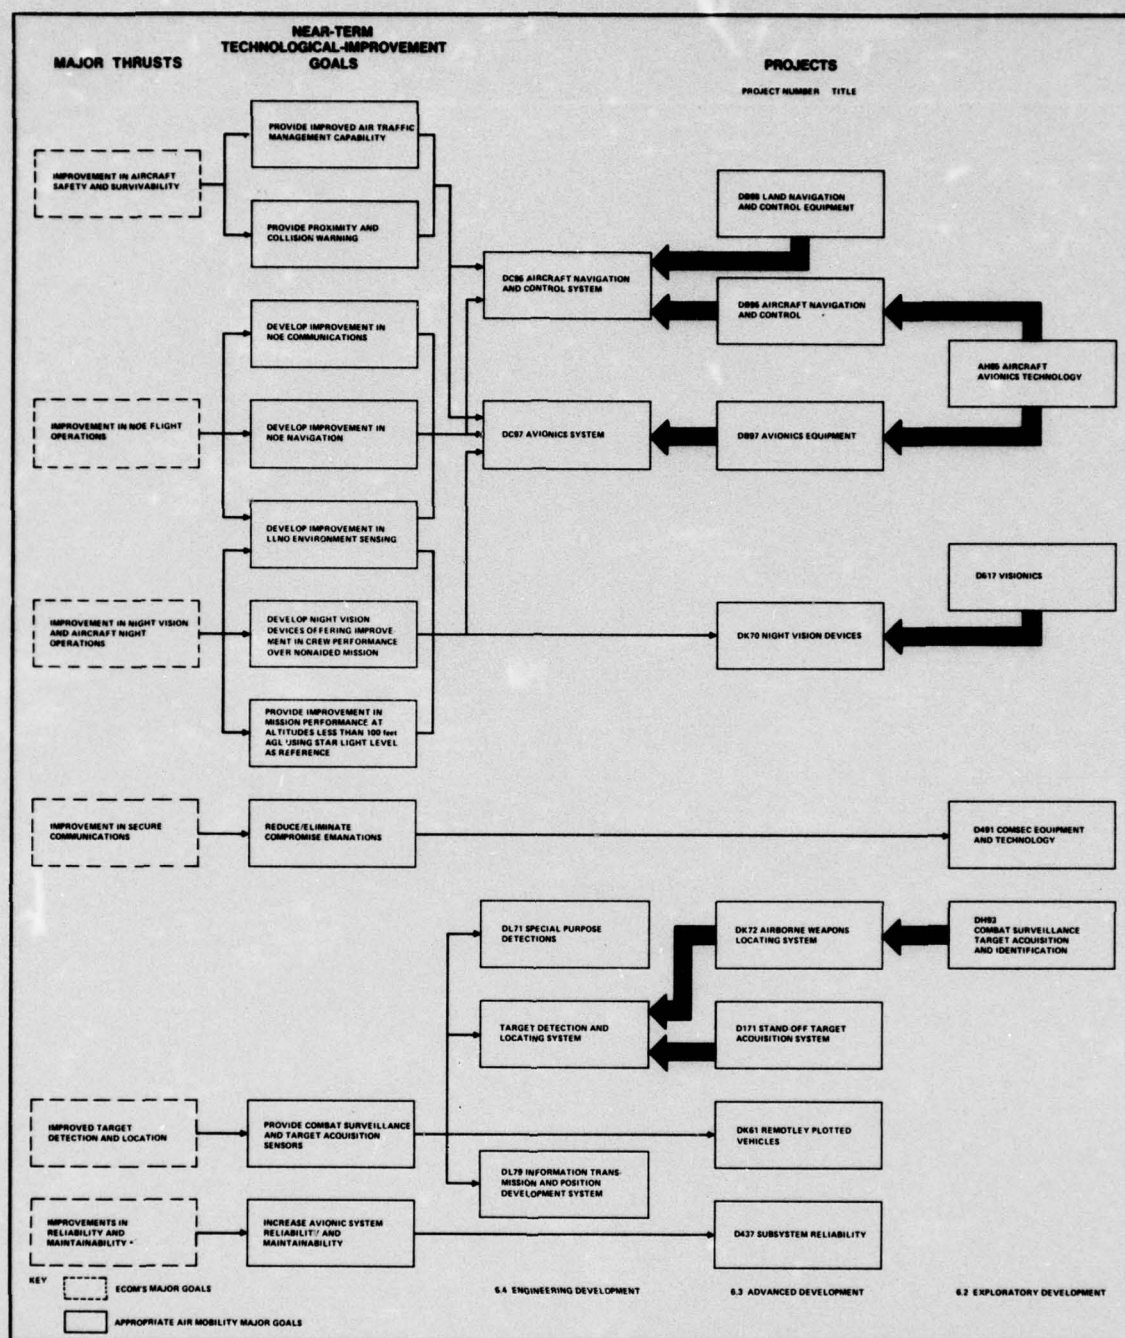 MAJOR THRUSTS
NEAR-TERM
TECHNOLOGICAL-IMPROVEMENT
GOALS
PROJECTS
PROJECT NUMBER TITLE
IMPROVEMENT IN AIRCRAFT
SAFETY AND SURVIVABILITY
PROVIDE IMPROVED AIR TRAFFIC
MANAGEMENT CAPABILITY
PROVIDE PROXIMITY AND
COLLISION WARNING
DB98 LAND NAVIGATION
AND CONTROL EQUIPMENT
DC96 AIRCRAFT NAVIGATION
AND CONTROL SYSTEM
DB96 AIRCRAFT NAVIGATION
AND CONTROL
AH85 AIRCRAFT
AVIONICS TECHNOLOGY
IMPROVEMENT IN NOE FLIGHT
OPERATIONS
DEVELOP IMPROVEMENT IN
NOE COMMUNICATIONS
DEVELOP IMPROVEMENT IN
NOE NAVIGATION
DEVELOP IMPROVEMENT IN
LLNO ENVIRONMENT SENSING
DC97 AVIONICS SYSTEM
DB97 AVIONICS EQUIPMENT
D617 VISIONICS
IMPROVEMENT IN NIGHT VISION
AND AIRCRAFT NIGHT
OPERATIONS
DEVELOP NIGHT VISION
DEVICES OFFERING IMPROVE-
MENT IN CREW PERFORMANCE
OVER NONAIDED MISSION
DK70 NIGHT VISION DEVICES
PROVIDE IMPROVEMENT IN
MISSION PERFORMANCE AT
ALTITUDES LESS THAN 100 feet
AGL USING STAR LIGHT LEVEL
AS REFERENCE
IMPROVEMENT IN SECURE
COMMUNICATIONS
REDUCE/ELIMINATE
COMPROMISE EMANATIONS
D491 COMSEC EQUIPMENT
AND TECHNOLOGY
DL71 SPECIAL PURPOSE
DETECTIONS
DK72 AIRBORNE WEAPONS
LOCATING SYSTEM
DH93
COMBAT SURVEILLANCE
TARGET ACQUISITION
AND IDENTIFICATION
TARGET DETECTION AND
LOCATING SYSTEM
D171 STAND OFF TARGET
ACQUISITION SYSTEM
IMPROVED TARGET
DETECTION AND LOCATION
PROVIDE COMBAT SURVEILLANCE
AND TARGET ACQUISITION
SENSORS
DK61 REMOTLEY PLOTTED
VEHICLES
DL79 INFORMATION TRANS-
MISSION AND POSITION
DEVELOPMENT SYSTEM
IMPROVEMENTS IN
RELIABILITY AND
MAINTAINABILITY
INCREASE AVIONIC SYSTEM
RELIABILITY AND
MAINTAINABILITY
D437 SUBSYSTEM RELIABILITY
KEY
ECOM'S MAJOR GOALS
APPROPRIATE AIR MOBILITY MAJOR GOALS
6.4 ENGINEERING DEVELOPMENT
6.3 ADVANCED DEVELOPMENT
6.2 EXPLORATORY DEVELOPMENT